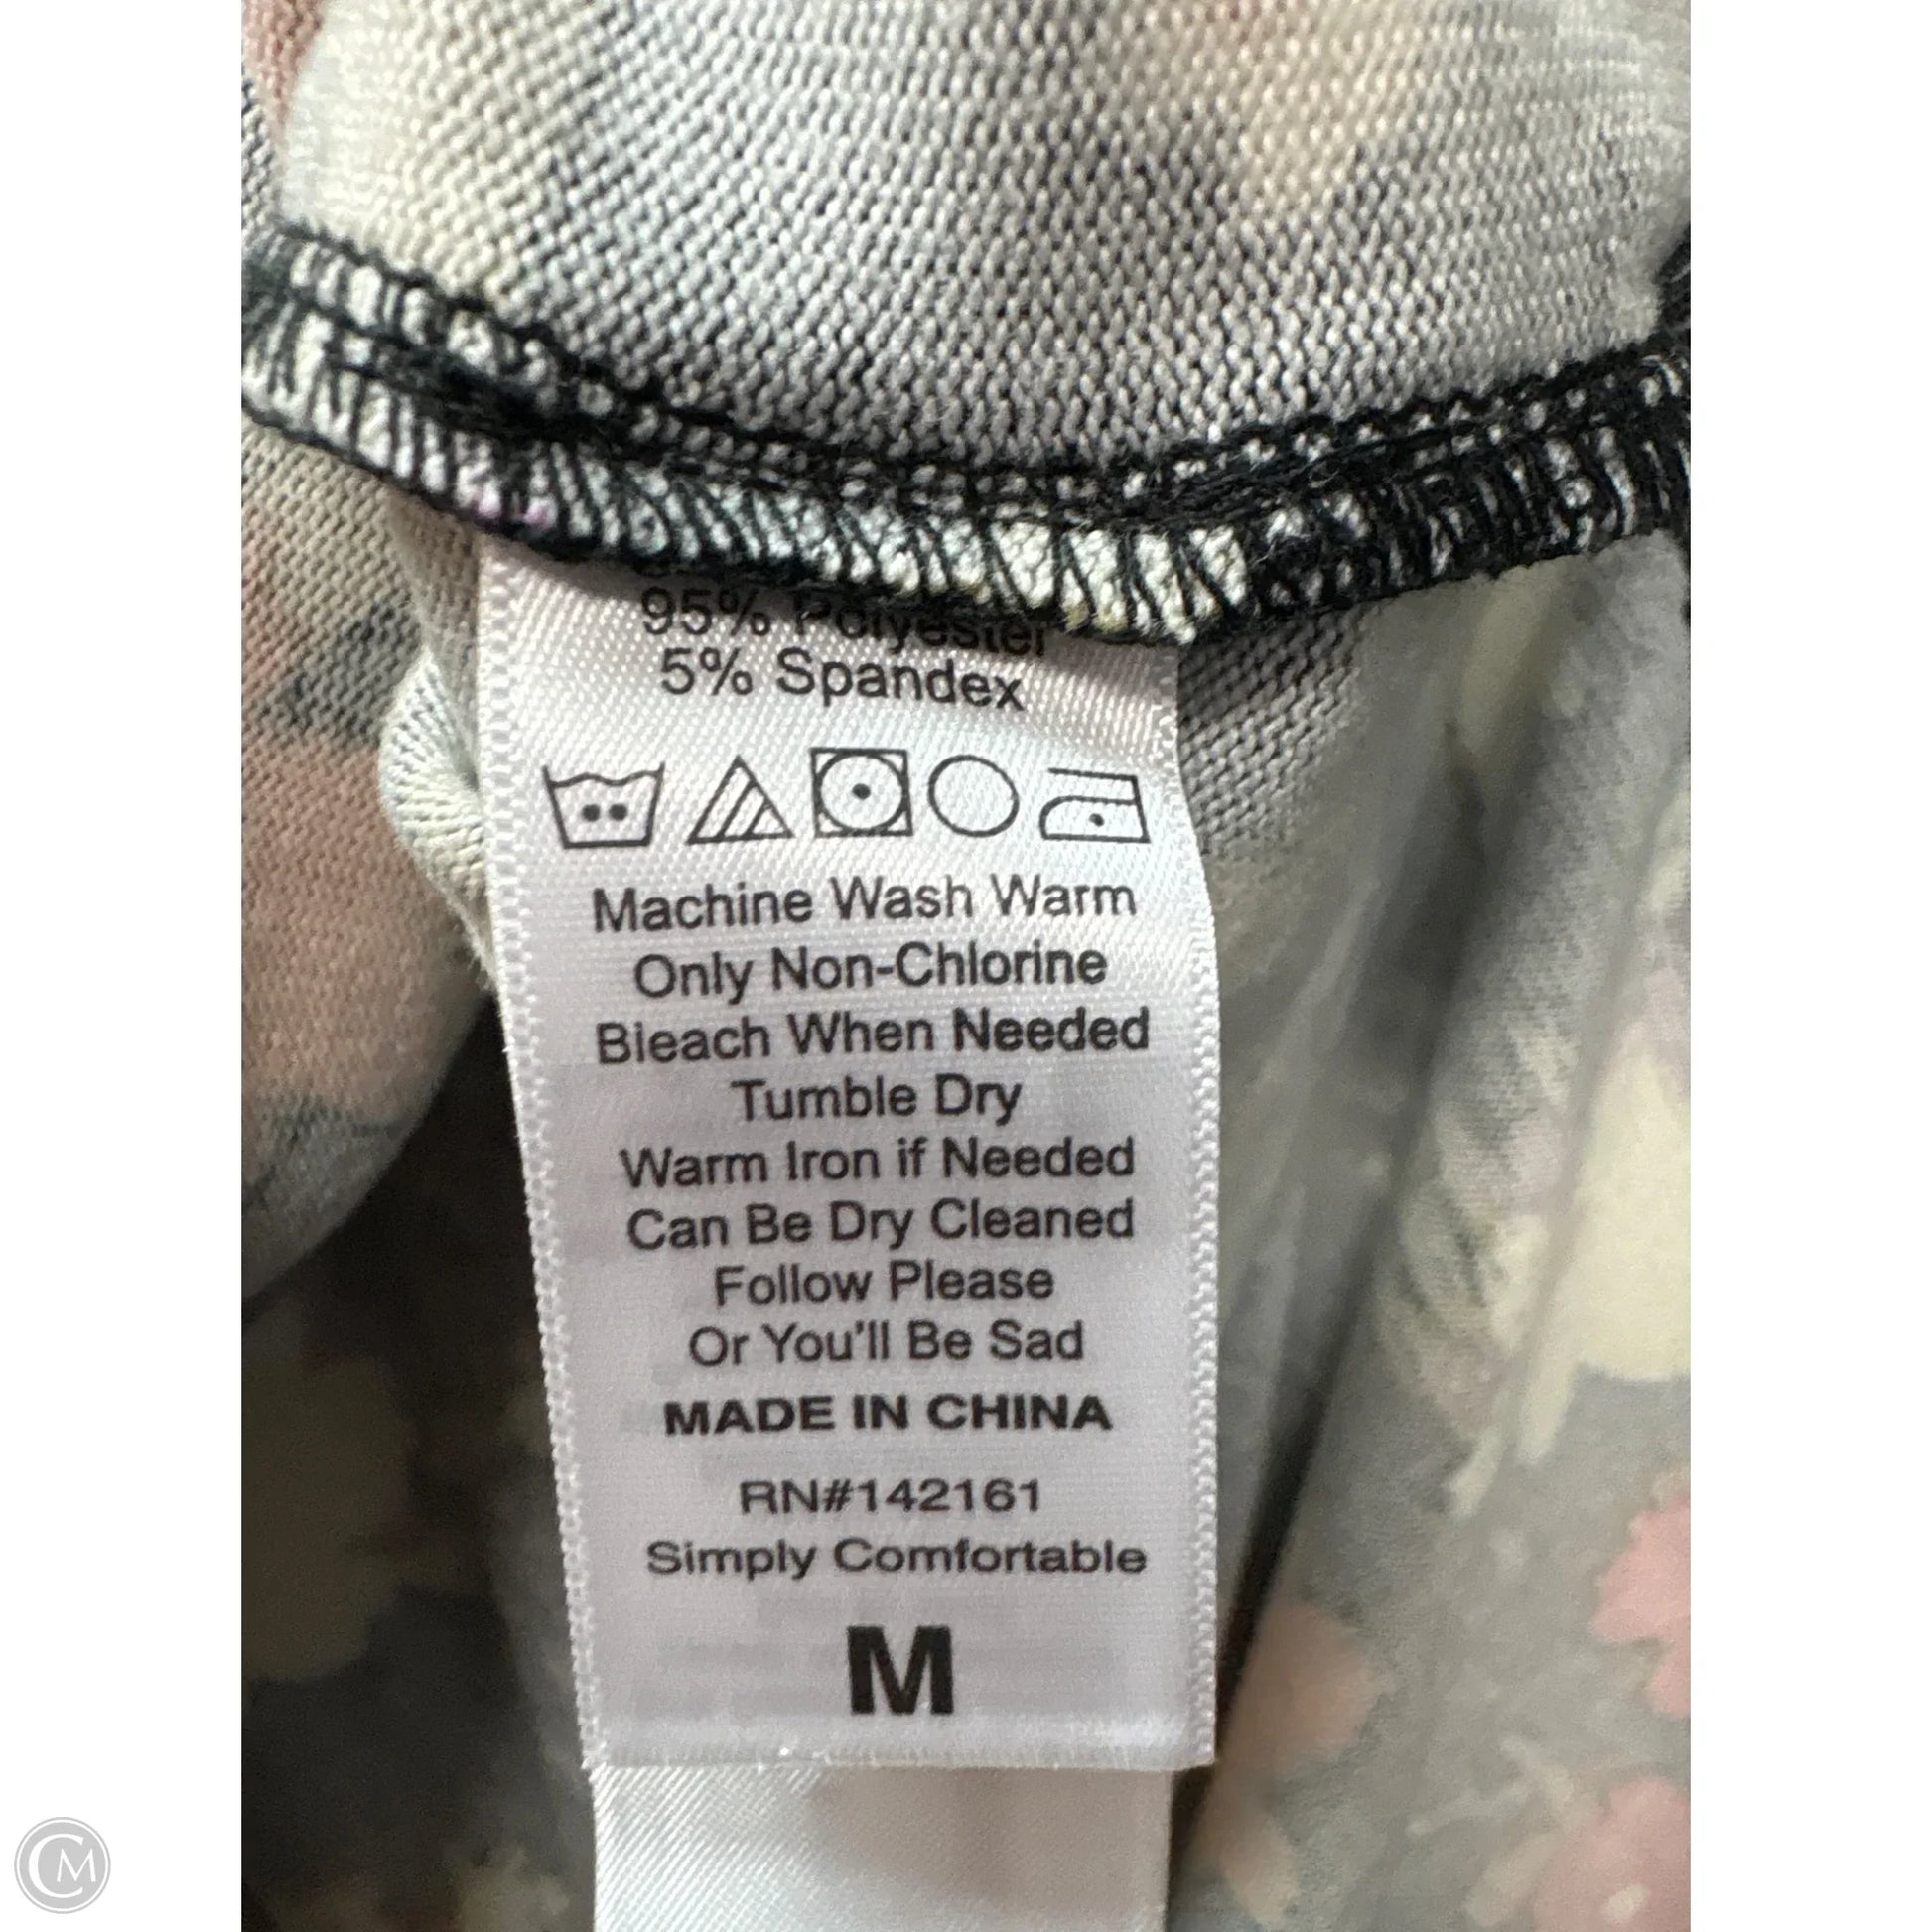 95% Polyester
5% Spandex
Machine Wash Warm
Only Non-Chlorine
Bleach When Needed
Tumble Dry
Warm Iron if Needed
Can Be Dry Cleaned
Follow Please
Or You'll Be Sad
MADE IN CHINA
RN#142161
Simply Comfortable
M
CM